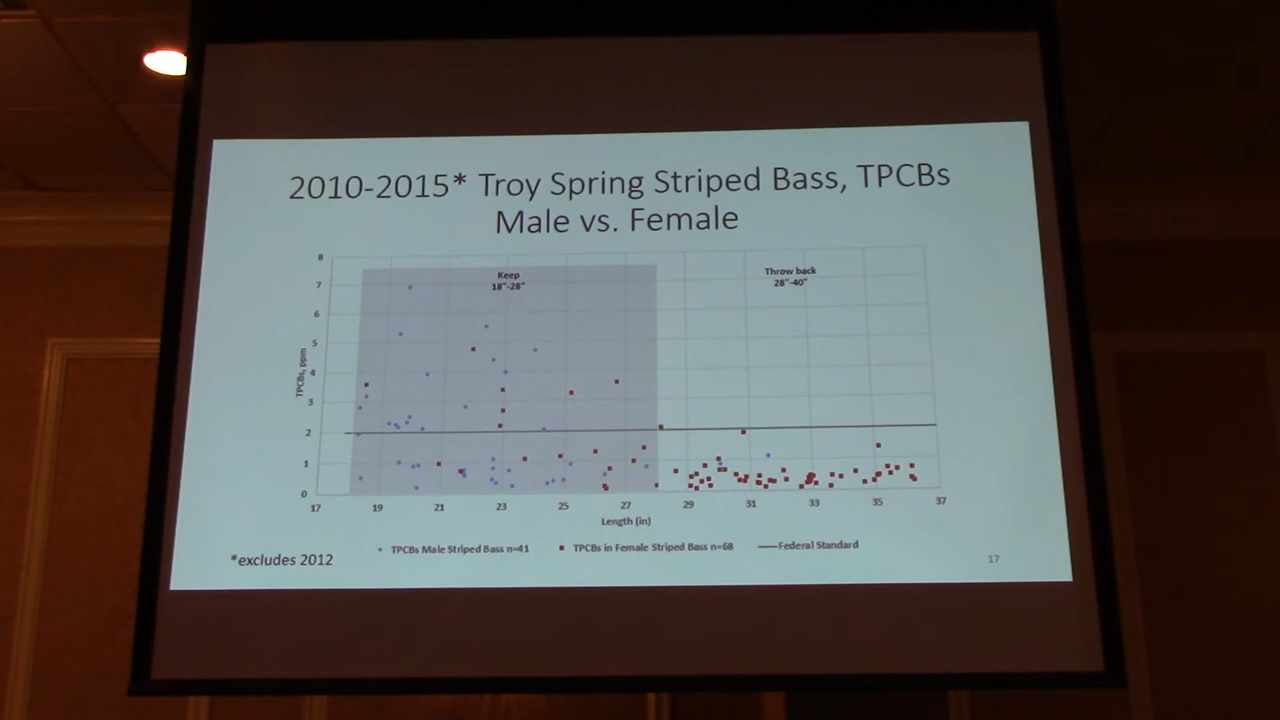 2010-2015* Troy Spring Striped Bass, TPCBs
Male vs. Female
8
7
6
5
4
3
2
1
0
TPCBs, ppm
Keep
18"-28"
Throw back
28"-40"
17 19 21 23 25 27 29 31 33 35 37
Length (in)
TPCBs Male Striped Bass n=41 TPCBs in Female Striped Bass n=68 Federal Standard
*excludes 2012
17